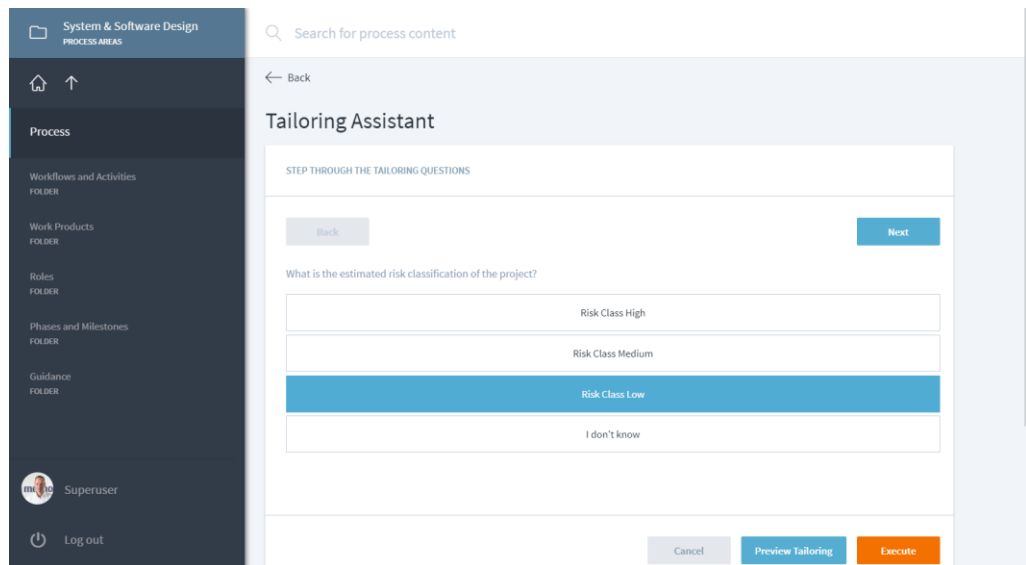 System & Software Design
PROCESS AREAS
Process
Workflows and Activities
FOLDER
Work Products
FOLDER
Roles
FOLDER
Phases and Milestones
FOLDER
Guidance
FOLDER
Superuser
Log out
Search for process content
Back
Tailoring Assistant
STEP THROUGH THE TAILORING QUESTIONS
Back
Next
What is the estimated risk classification of the project?
Risk Class High
Risk Class Medium
Risk Class Low
I don't know
Cancel
Preview Tailoring
Execute